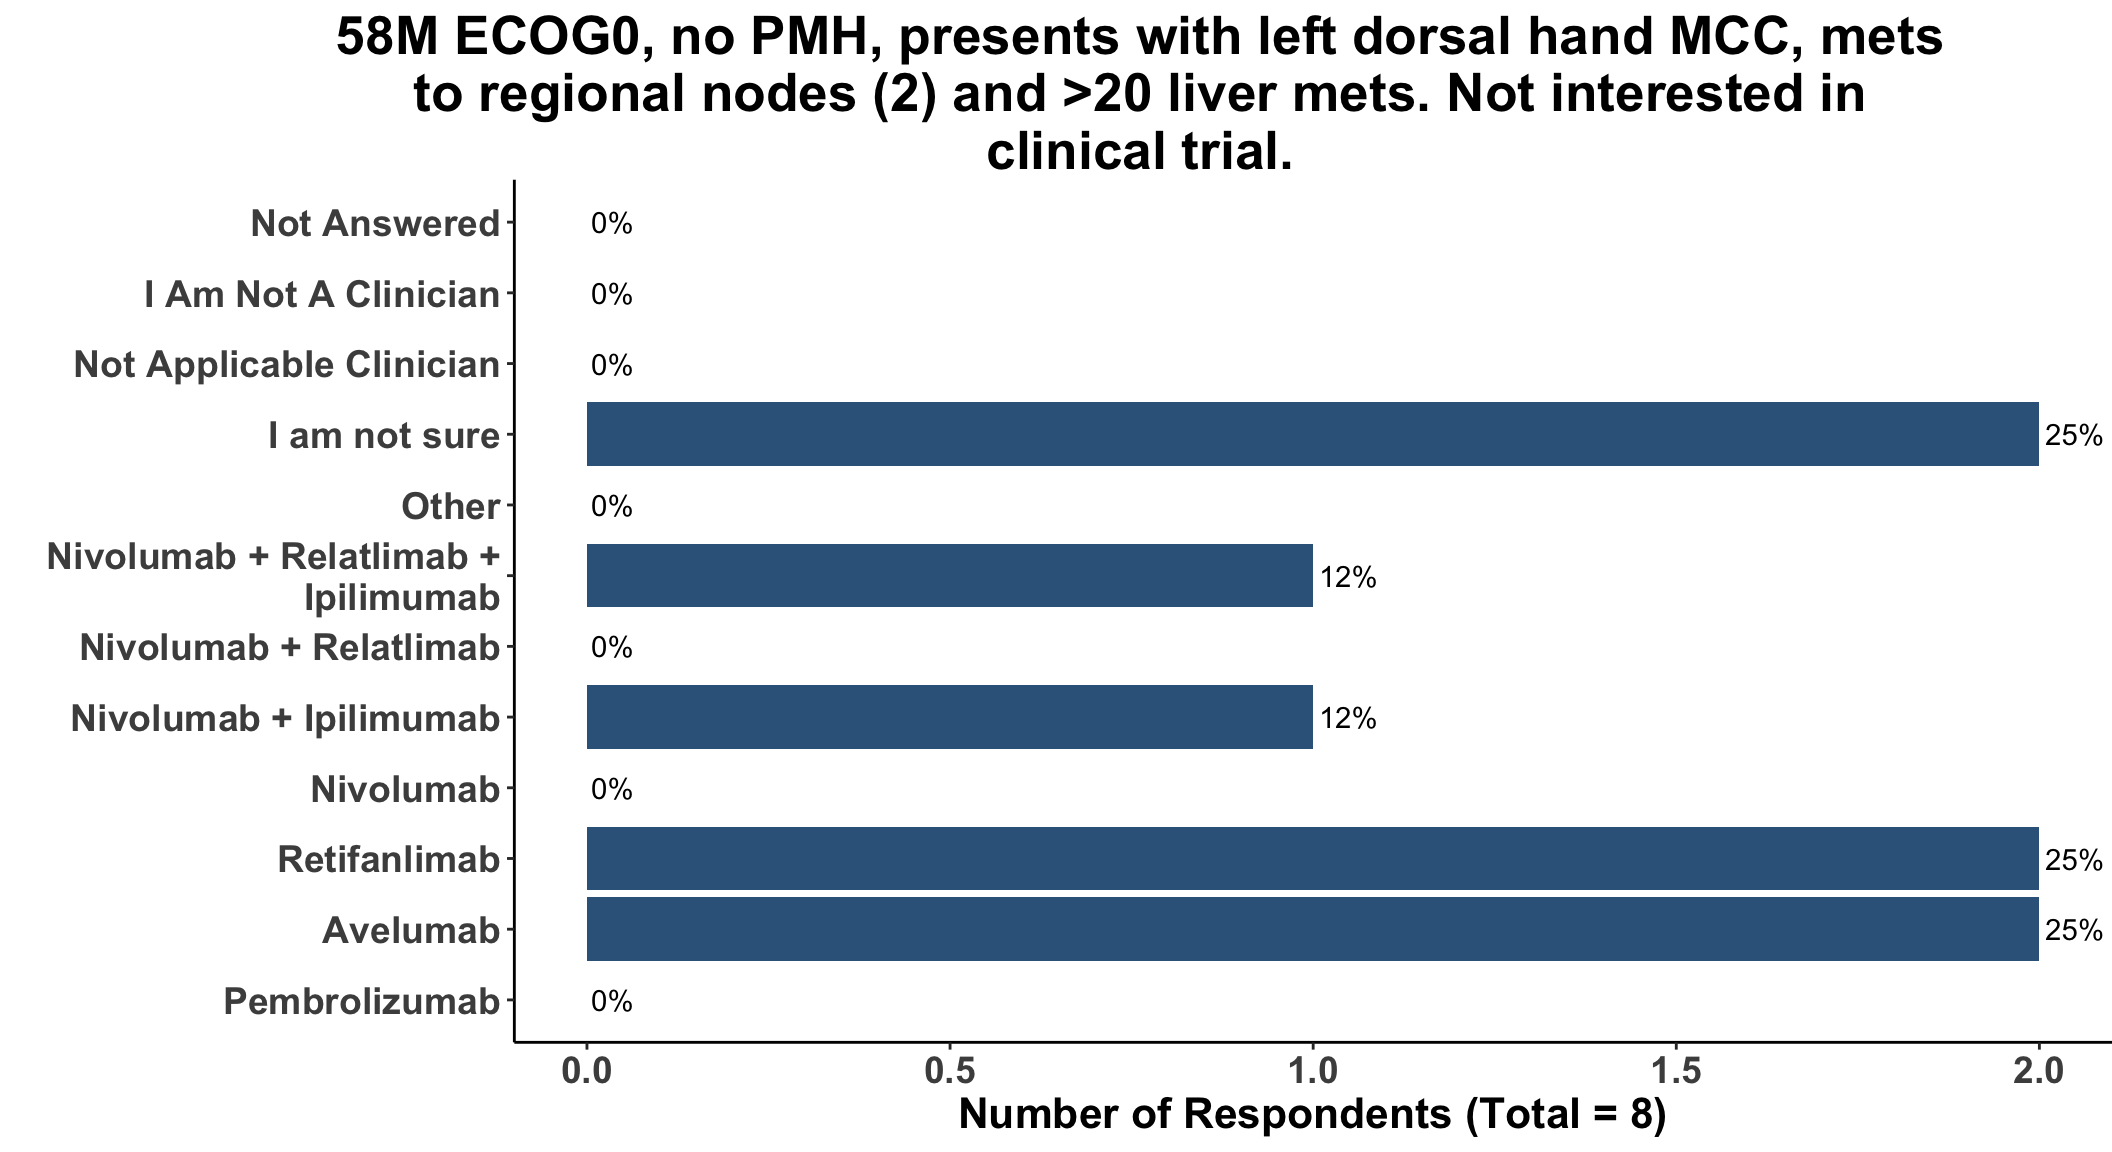 58M ECOG0, no PMH, presents with left dorsal hand MCC, mets
to regional nodes (2) and >20 liver mets. Not interested in
clinical trial.
Not Answered
0%
I Am Not A Clinician
0%
Not Applicable Clinician
0%
I am not sure
25%
Other
0%
Nivolumab + Relatlimab +
Ipilimumab
12%
Nivolumab + Relatlimab
0%
Nivolumab + Ipilimumab
12%
Nivolumab
0%
Retifanlimab
25%
Avelumab
25%
Pembrolizumab
0%
0.0 0.5 1.0 1.5 2.0
Number of Respondents (Total = 8)